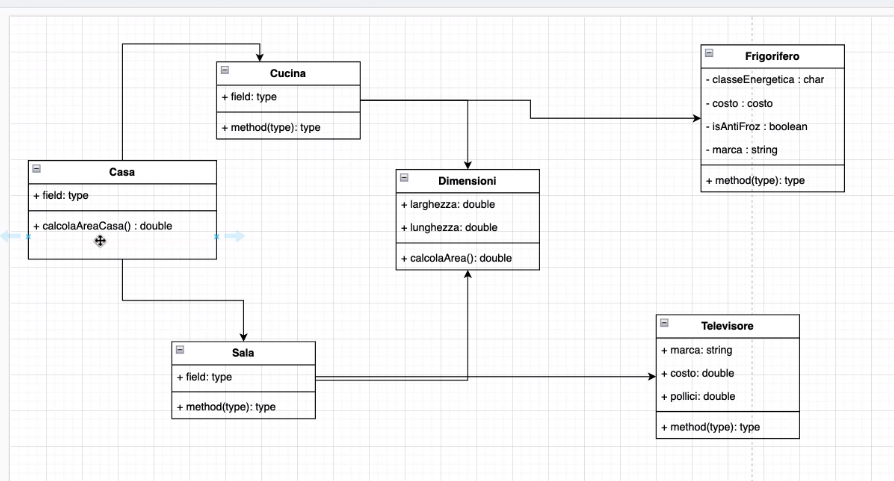 Cucina
+ field: type
+ method(type): type
Frigorifero
- classeEnergetica : char
- costo : costo
- isAntiFroz : boolean
- marca : string
+ method(type): type
Casa
+ field: type
+ calcolaAreaCasa() : double
Dimensioni
+ larghezza: double
+ lunghezza: double
+ calcolaArea(): double
Sala
+ field: type
+ method(type): type
Televisore
+ marca: string
+ costo: double
+ pollici: double
+ method(type): type